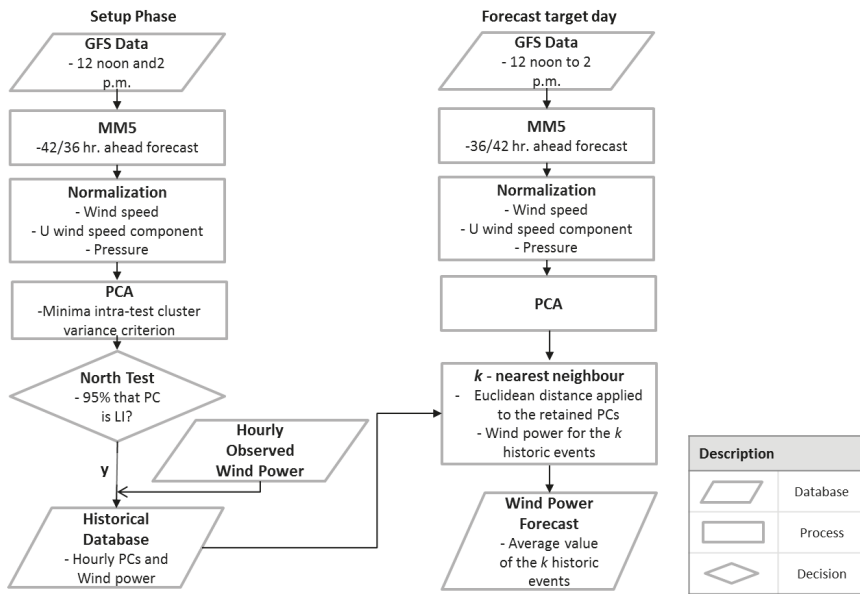 Setup Phase
GFS Data
- 12 noon and2
p.m.
MM5
-42/36 hr. ahead forecast
Normalization
- Wind speed
- U wind speed component
- Pressure
PCA
-Minima intra-test cluster
variance criterion
North Test
- 95% that PC
is LI?
y
Hourly
Observed
Wind Power
Historical
Database
- Hourly PCs and
Wind power
Forecast target day
GFS Data
- 12 noon to 2
p.m.
MM5
-36/42 hr. ahead forecast
Normalization
- Wind speed
- U wind speed component
- Pressure
PCA
k - nearest neighbour
- Euclidean distance applied
to the retained PCs
- Wind power for the k
historic events
Wind Power
Forecast
- Average value
of the k historic
events
Description
Database
Process
Decision